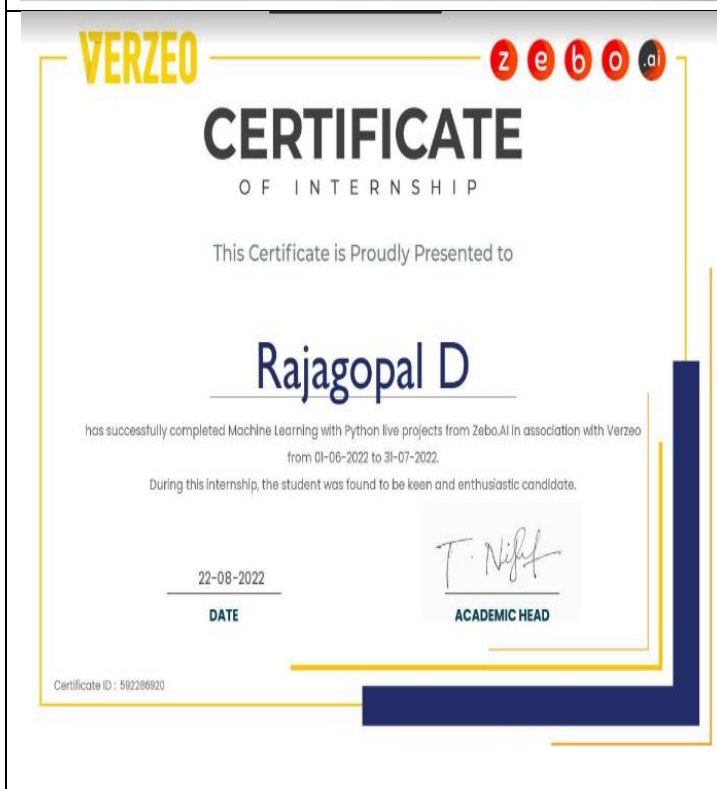 VERZEO
zebo.ai
CERTIFICATE
OF INTERNSHIP
This Certificate is Proudly Presented to
Rajagopal D
has successfully completed Machine Learning with Python live projects from Zebo.AI in association with Verzeo
from 01-06-2022 to 31-07-2022.
During this internship, the student was found to be keen and enthusiastic candidate.
22-08-2022
DATE
ACADEMIC HEAD
Certificate ID : 592286920